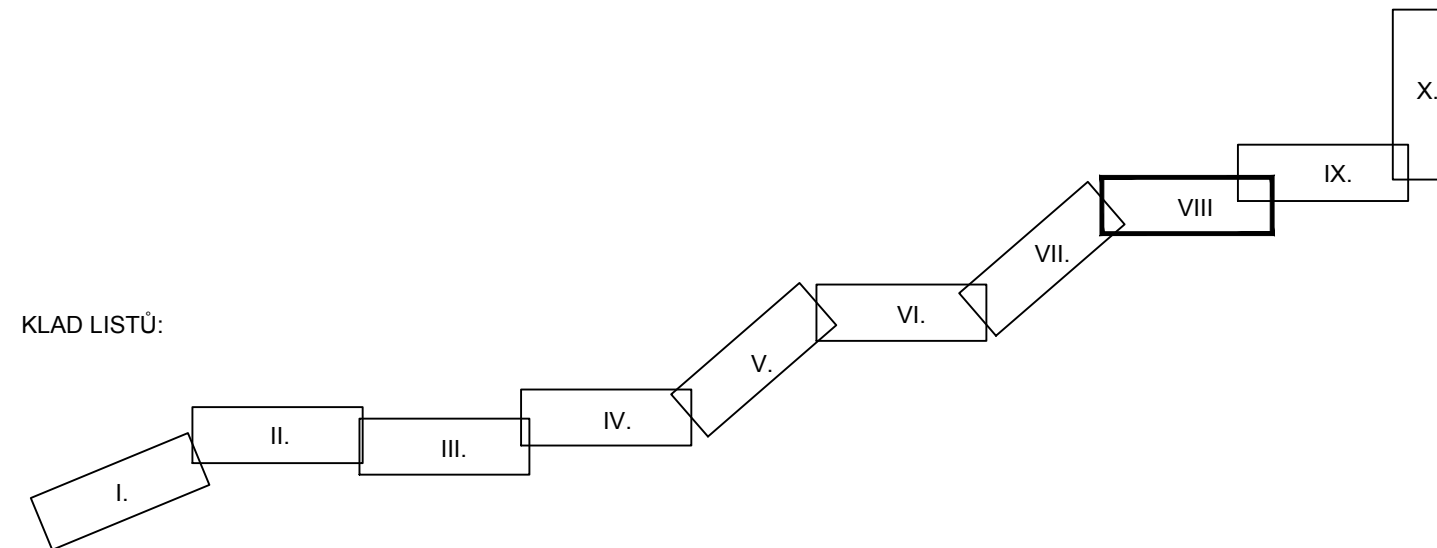 X.
IX.
VIII
VII.
VI.
KLAD LISTŮ:
V.
IV.
II.
III.
I.